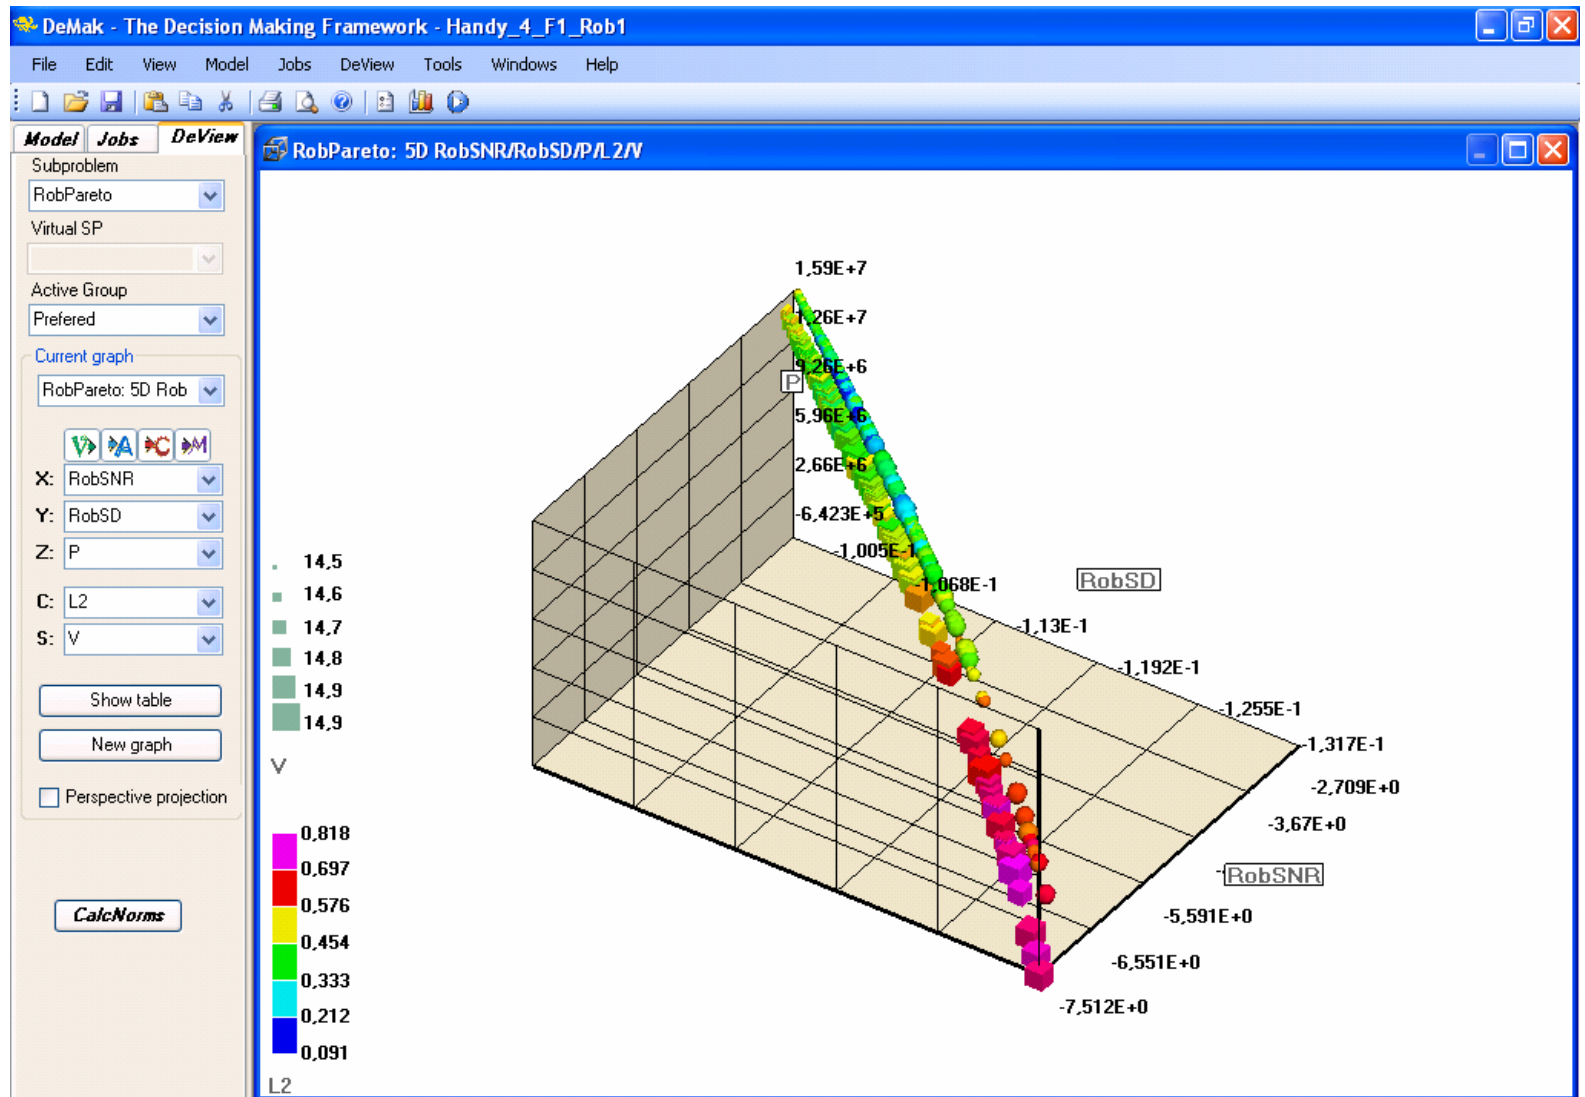 DeMak - The Decision Making Framework - Handy_4_F1_Rob1
File Edit View Model Jobs DeView Tools Windows Help
Model Jobs DeView
Subproblem
RobPareto
Virtual SP
Active Group
Prefered
Current graph
RobPareto: 5D Rob
V A C M
X: RobSNR
Y: RobSD
Z: P
C: L2
S: V
Show table
New graph
Perspective projection
CalcNorms
RobPareto: 5D RobSNR/RobSD/P/L2/V
1,59E+7
1,26E+7
9,26E+6
P
5,96E+6
2,66E+6
-6,423E+5
-1,005E-1
-1,068E-1
RobSD
-1,13E-1
-1,192E-1
-1,255E-1
-1,317E-1
-2,709E+0
-3,67E+0
RobSNR
-5,591E+0
-6,551E+0
-7,512E+0
14,5
14,6
14,7
14,8
14,9
14,9
V
0,818
0,697
0,576
0,454
0,333
0,212
0,091
L2